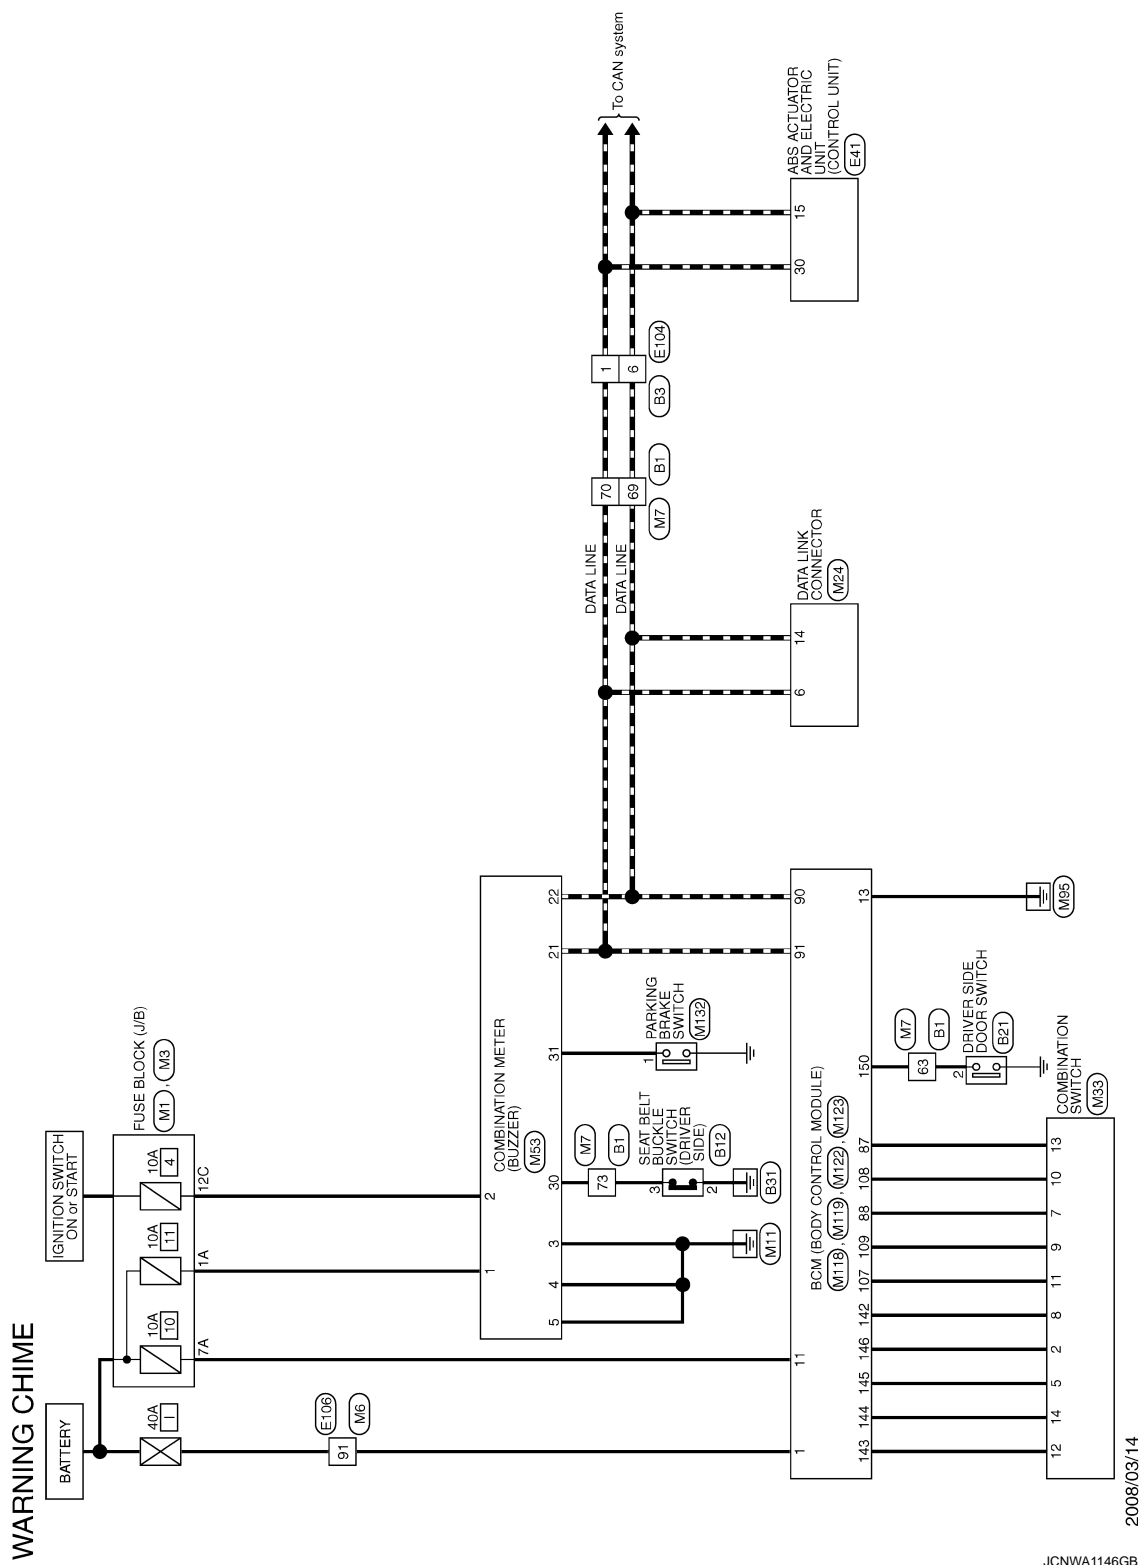 WARNING CHIME
BATTERY
IGNITION SWITCH
ON or START
FUSE BLOCK (J/B)
M1 , M3
40A
I
10A
10
10A
11
10A
4
7A
1A
12C
E106
M6
91
1
2
COMBINATION METER
(BUZZER)
M53
5
4
3
30
31
21
22
M11
M7
B1
73
SEAT BELT
BUCKLE
SWITCH
(DRIVER
SIDE)
B12
3
2
B31
PARKING
BRAKE
SWITCH
M132
1
DATA LINE
DATA LINE
70
69
M7
B1
1
6
B3
E104
To CAN system
1
11
91
90
BCM (BODY CONTROL MODULE)
M118 , M119 , M122 , M123
143
144
145
146
142
107
109
88
108
87
150
13
M7
B1
63
DRIVER SIDE
DOOR SWITCH
B21
2
M95
12
14
5
2
8
11
9
7
10
13
COMBINATION
SWITCH
M33
6
14
DATA LINK
CONNECTOR
M24
30
15
ABS ACTUATOR
AND ELECTRIC
UNIT
(CONTROL UNIT)
E41
2008/03/14
JCNWA1146GB